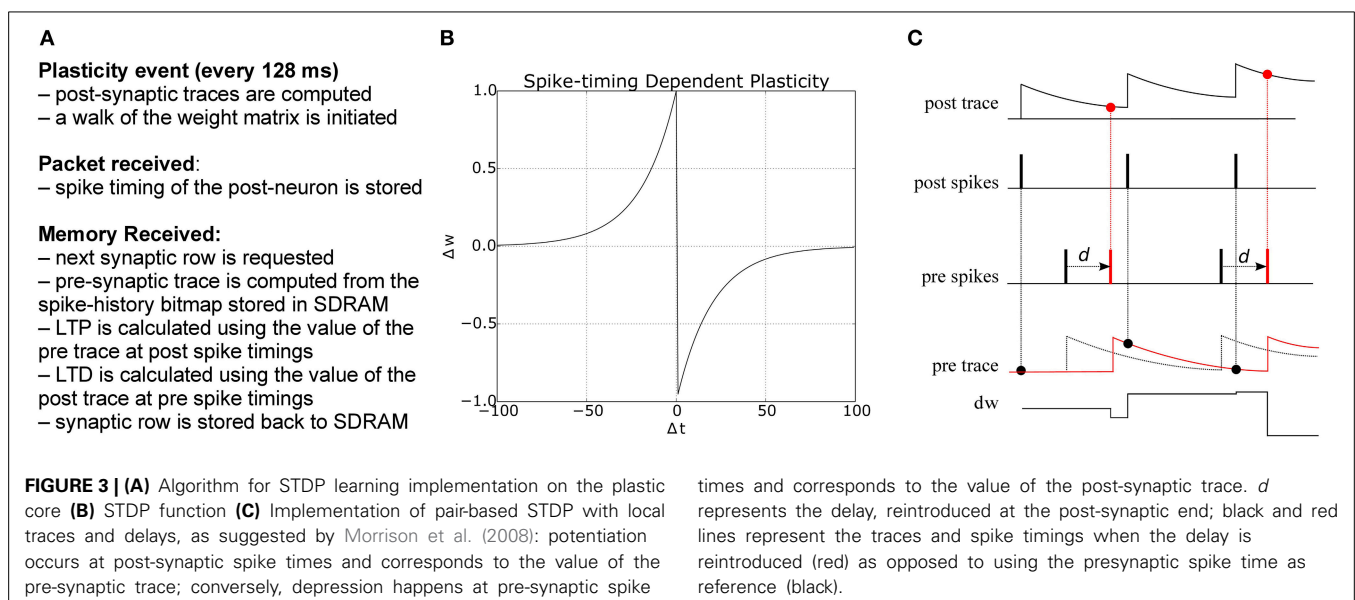 A
Plasticity event (every 128 ms)
– post-synaptic traces are computed
– a walk of the weight matrix is initiated
Packet received:
– spike timing of the post-neuron is stored
Memory Received:
– next synaptic row is requested
– pre-synaptic trace is computed from the
spike-history bitmap stored in SDRAM
– LTP is calculated using the value of the
pre trace at post spike timings
– LTD is calculated using the value of the
post trace at pre spike timings
– synaptic row is stored back to SDRAM
B
Spike-timing Dependent Plasticity
1.0
0.5
0.0
−0.5
−1.0
Δw
−100
−50
0
50
100
Δt
C
post trace
post spikes
pre spikes
d
d
pre trace
dw
FIGURE 3 | (A) Algorithm for STDP learning implementation on the plastic
core (B) STDP function (C) Implementation of pair-based STDP with local
traces and delays, as suggested by Morrison et al. (2008): potentiation
occurs at post-synaptic spike times and corresponds to the value of the
pre-synaptic trace; conversely, depression happens at pre-synaptic spike
times and corresponds to the value of the post-synaptic trace. d
represents the delay, reintroduced at the post-synaptic end; black and red
lines represent the traces and spike timings when the delay is
reintroduced (red) as opposed to using the presynaptic spike time as
reference (black).